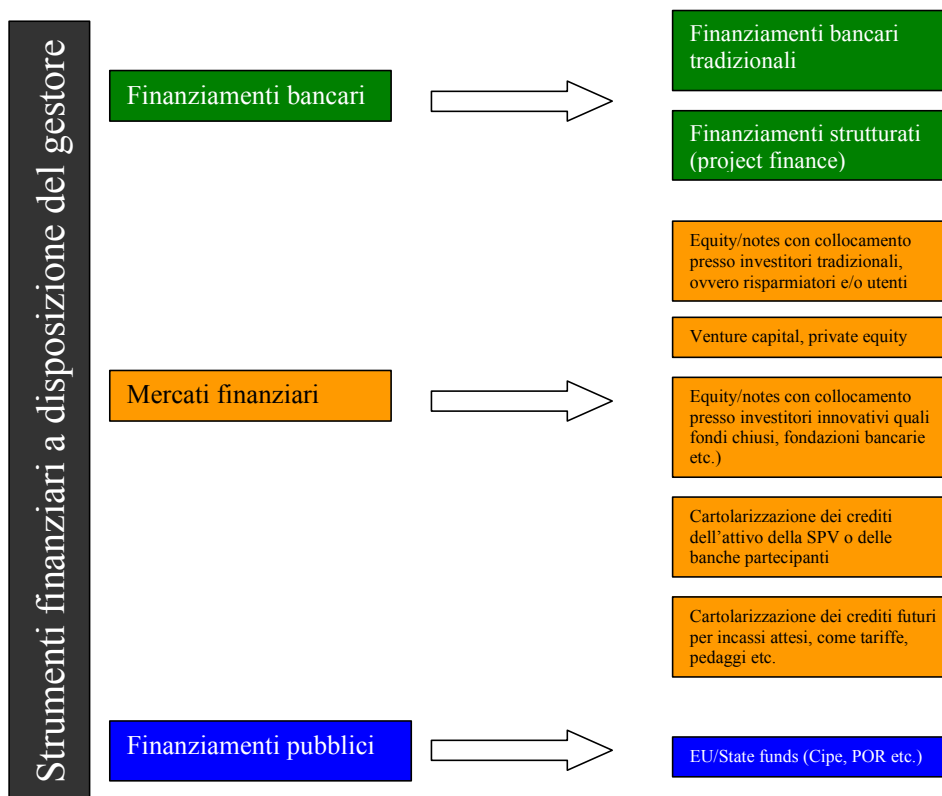 Strumenti finanziari a disposizione del gestore
Finanziamenti bancari
Finanziamenti bancari
tradizionali
Finanziamenti strutturati
(project finance)
Mercati finanziari
Equity/notes con collocamento
presso investitori tradizionali,
ovvero risparmiatori e/o utenti
Venture capital, private equity
Equity/notes con collocamento
presso investitori innovativi quali
fondi chiusi, fondazioni bancarie
etc.)
Cartolarizzazione dei crediti
dell'attivo della SPV o delle
banche partecipanti
Cartolarizzazione dei crediti futuri
per incassi attesi, come tariffe,
pedaggi etc.
Finanziamenti pubblici
EU/State funds (Cipe, POR etc.)